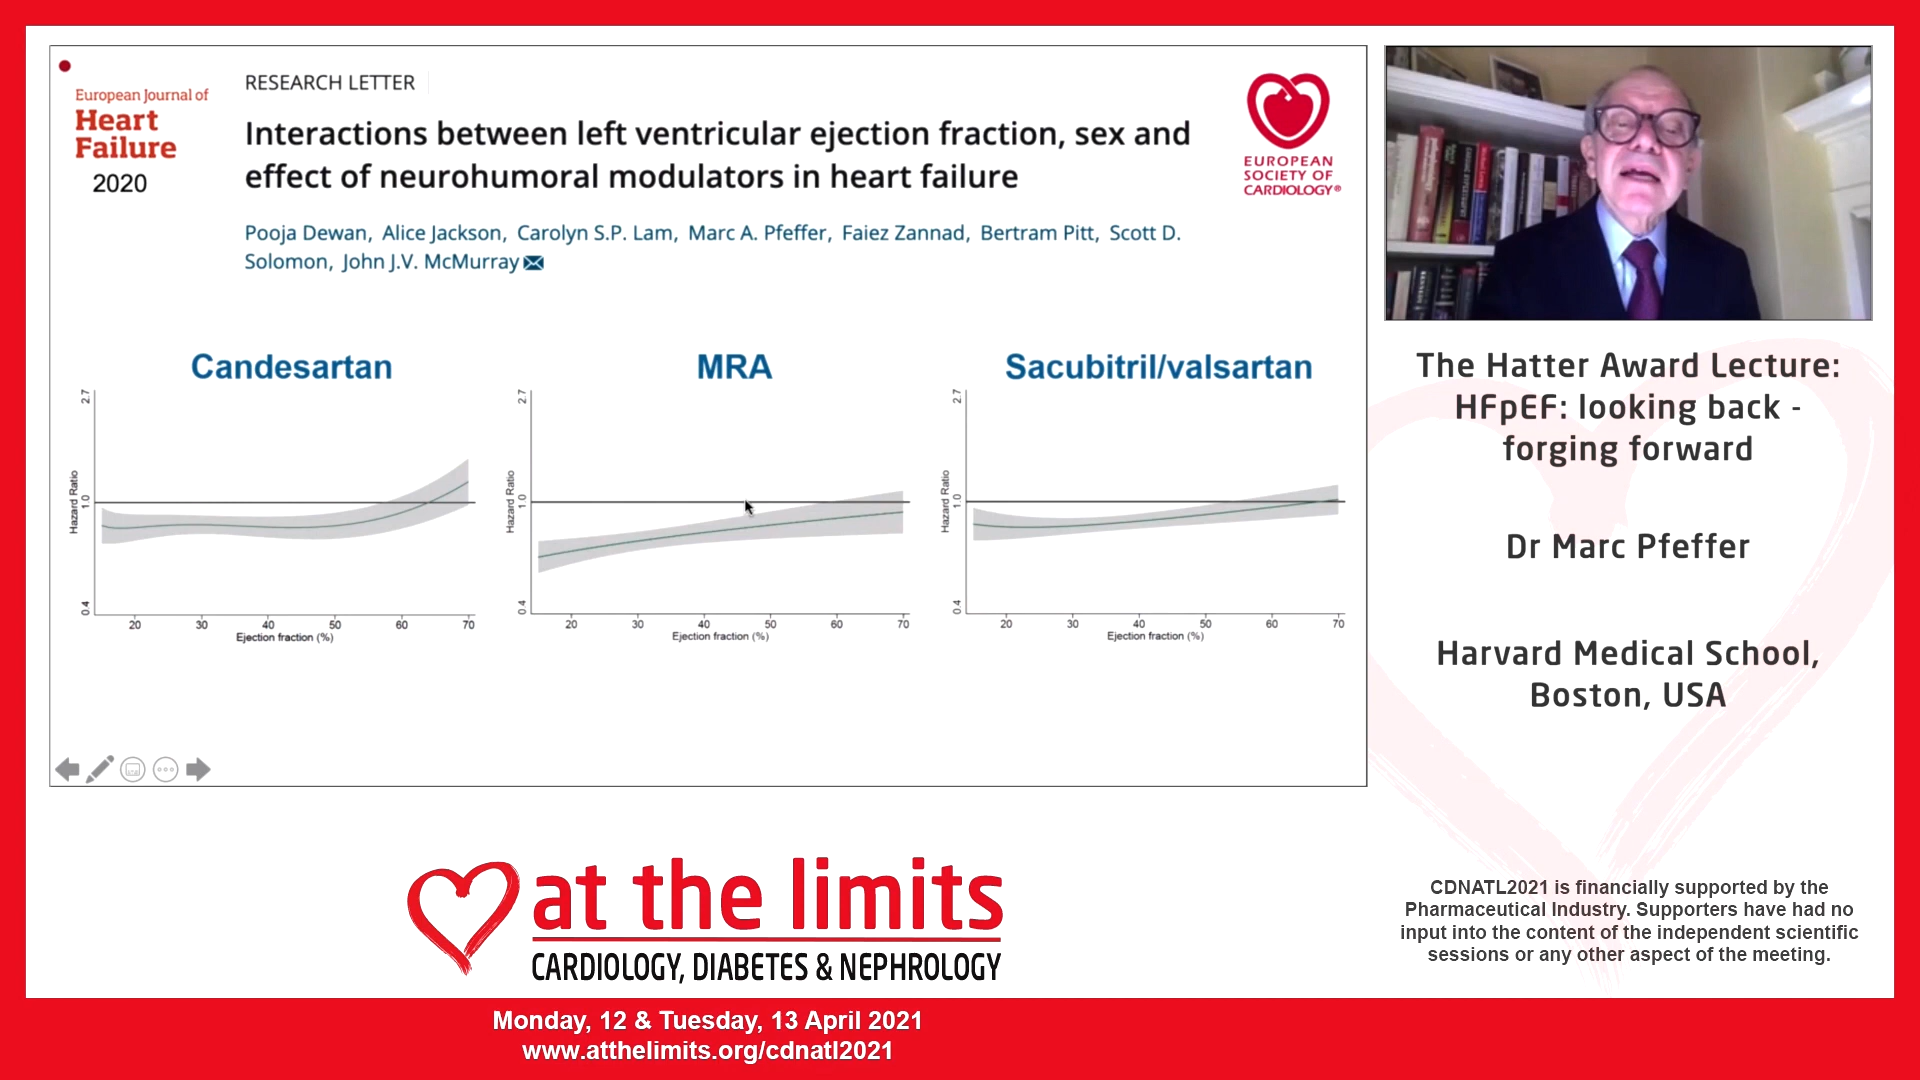 European Journal of
Heart
Failure
2020
RESEARCH LETTER
Interactions between left ventricular ejection fraction, sex and
effect of neurohumoral modulators in heart failure
Pooja Dewan, Alice Jackson, Carolyn S.P. Lam, Marc A. Pfeffer, Faiez Zannad, Bertram Pitt, Scott D.
Solomon, John J.V. McMurray
EUROPEAN
SOCIETY OF
CARDIOLOGY®
Candesartan
2.7
1.0
0.4
Hazard Ratio
20 30 40 50 60 70
Ejection fraction (%)
MRA
2.7
1.0
0.4
Hazard Ratio
20 30 40 50 60 70
Ejection fraction (%)
Sacubitril/valsartan
2.7
1.0
0.4
Hazard Ratio
20 30 40 50 60 70
Ejection fraction (%)
The Hatter Award Lecture:
HFpEF: looking back -
forging forward
Dr Marc Pfeffer
Harvard Medical School,
Boston, USA
at the limits
CARDIOLOGY, DIABETES & NEPHROLOGY
CDNATL2021 is financially supported by the
Pharmaceutical Industry. Supporters have had no
input into the content of the independent scientific
sessions or any other aspect of the meeting.
Monday, 12 & Tuesday, 13 April 2021
www.atthelimits.org/cdnatl2021